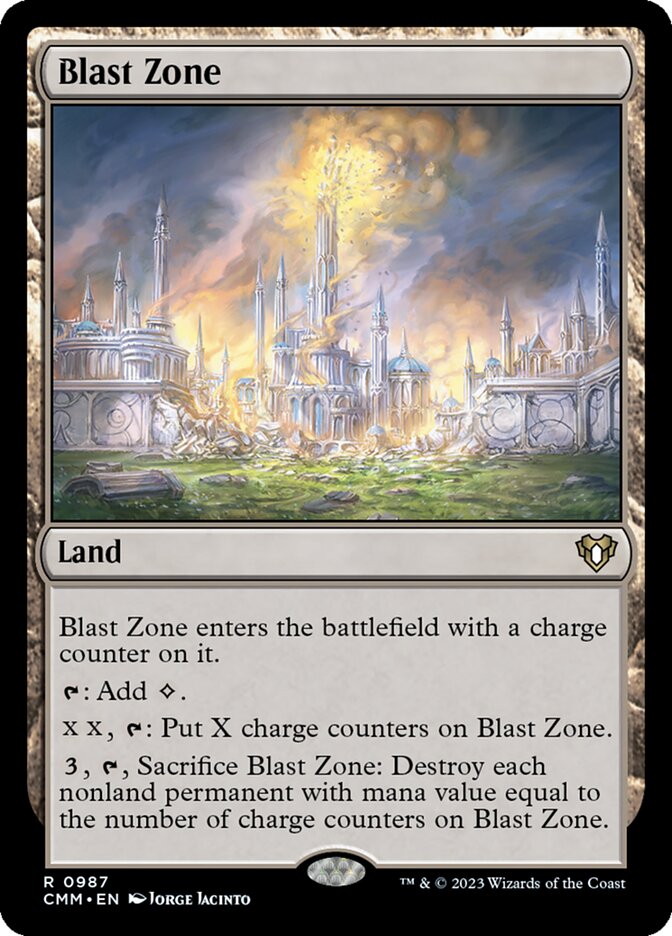 Blast Zone
Land
Blast Zone enters the battlefield with a charge
counter on it.
: Add .
X X, : Put X charge counters on Blast Zone.
3, , Sacrifice Blast Zone: Destroy each
nonland permanent with mana value equal to
the number of charge counters on Blast Zone.
R 0987
CMM•EN Jorge Jacinto
™ & © 2023 Wizards of the Coast